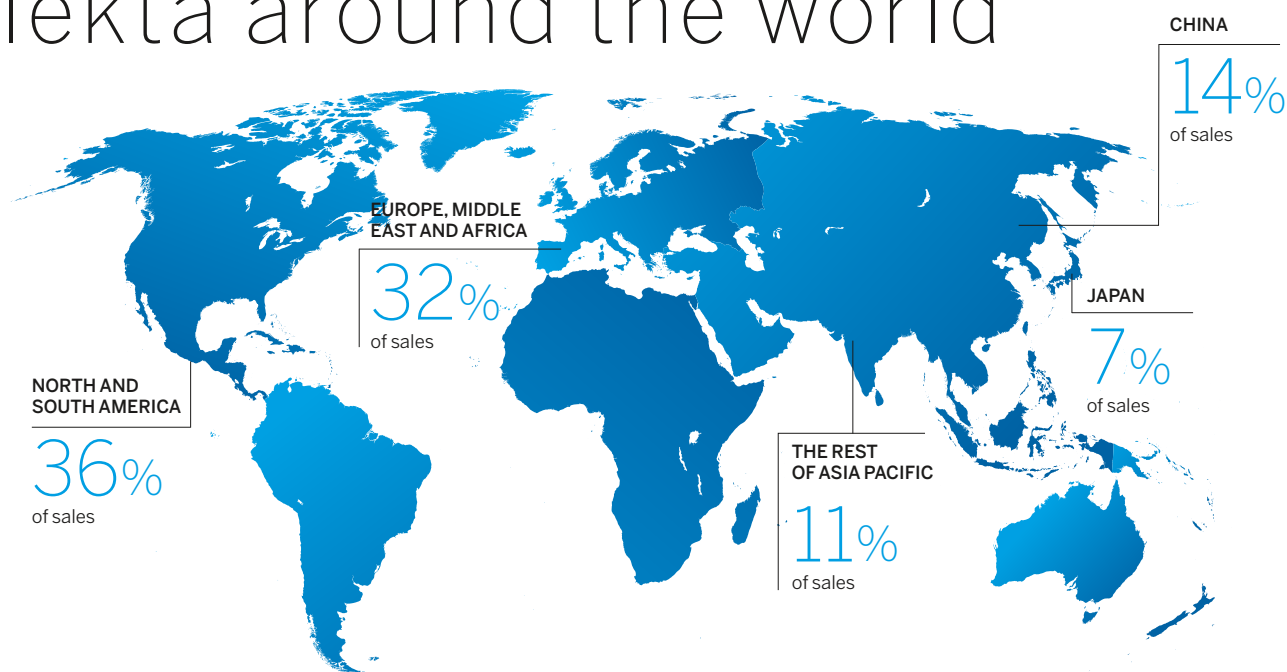 lekta around the world
CHINA
14%
of sales
EUROPE, MIDDLE
EAST AND AFRICA
32%
of sales
JAPAN
7%
of sales
NORTH AND
SOUTH AMERICA
36%
of sales
THE REST
OF ASIA PACIFIC
11%
of sales